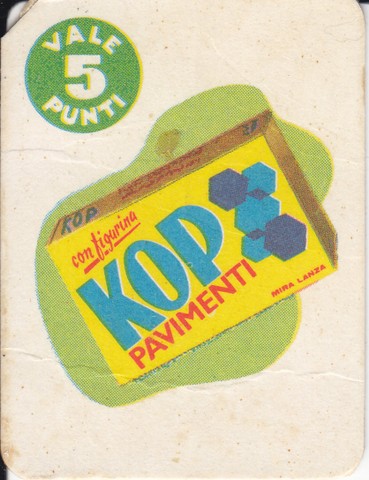 VALE
5
PUNTI
KOP
con figurina
KOP
PAVIMENTI
MIRA LANZA